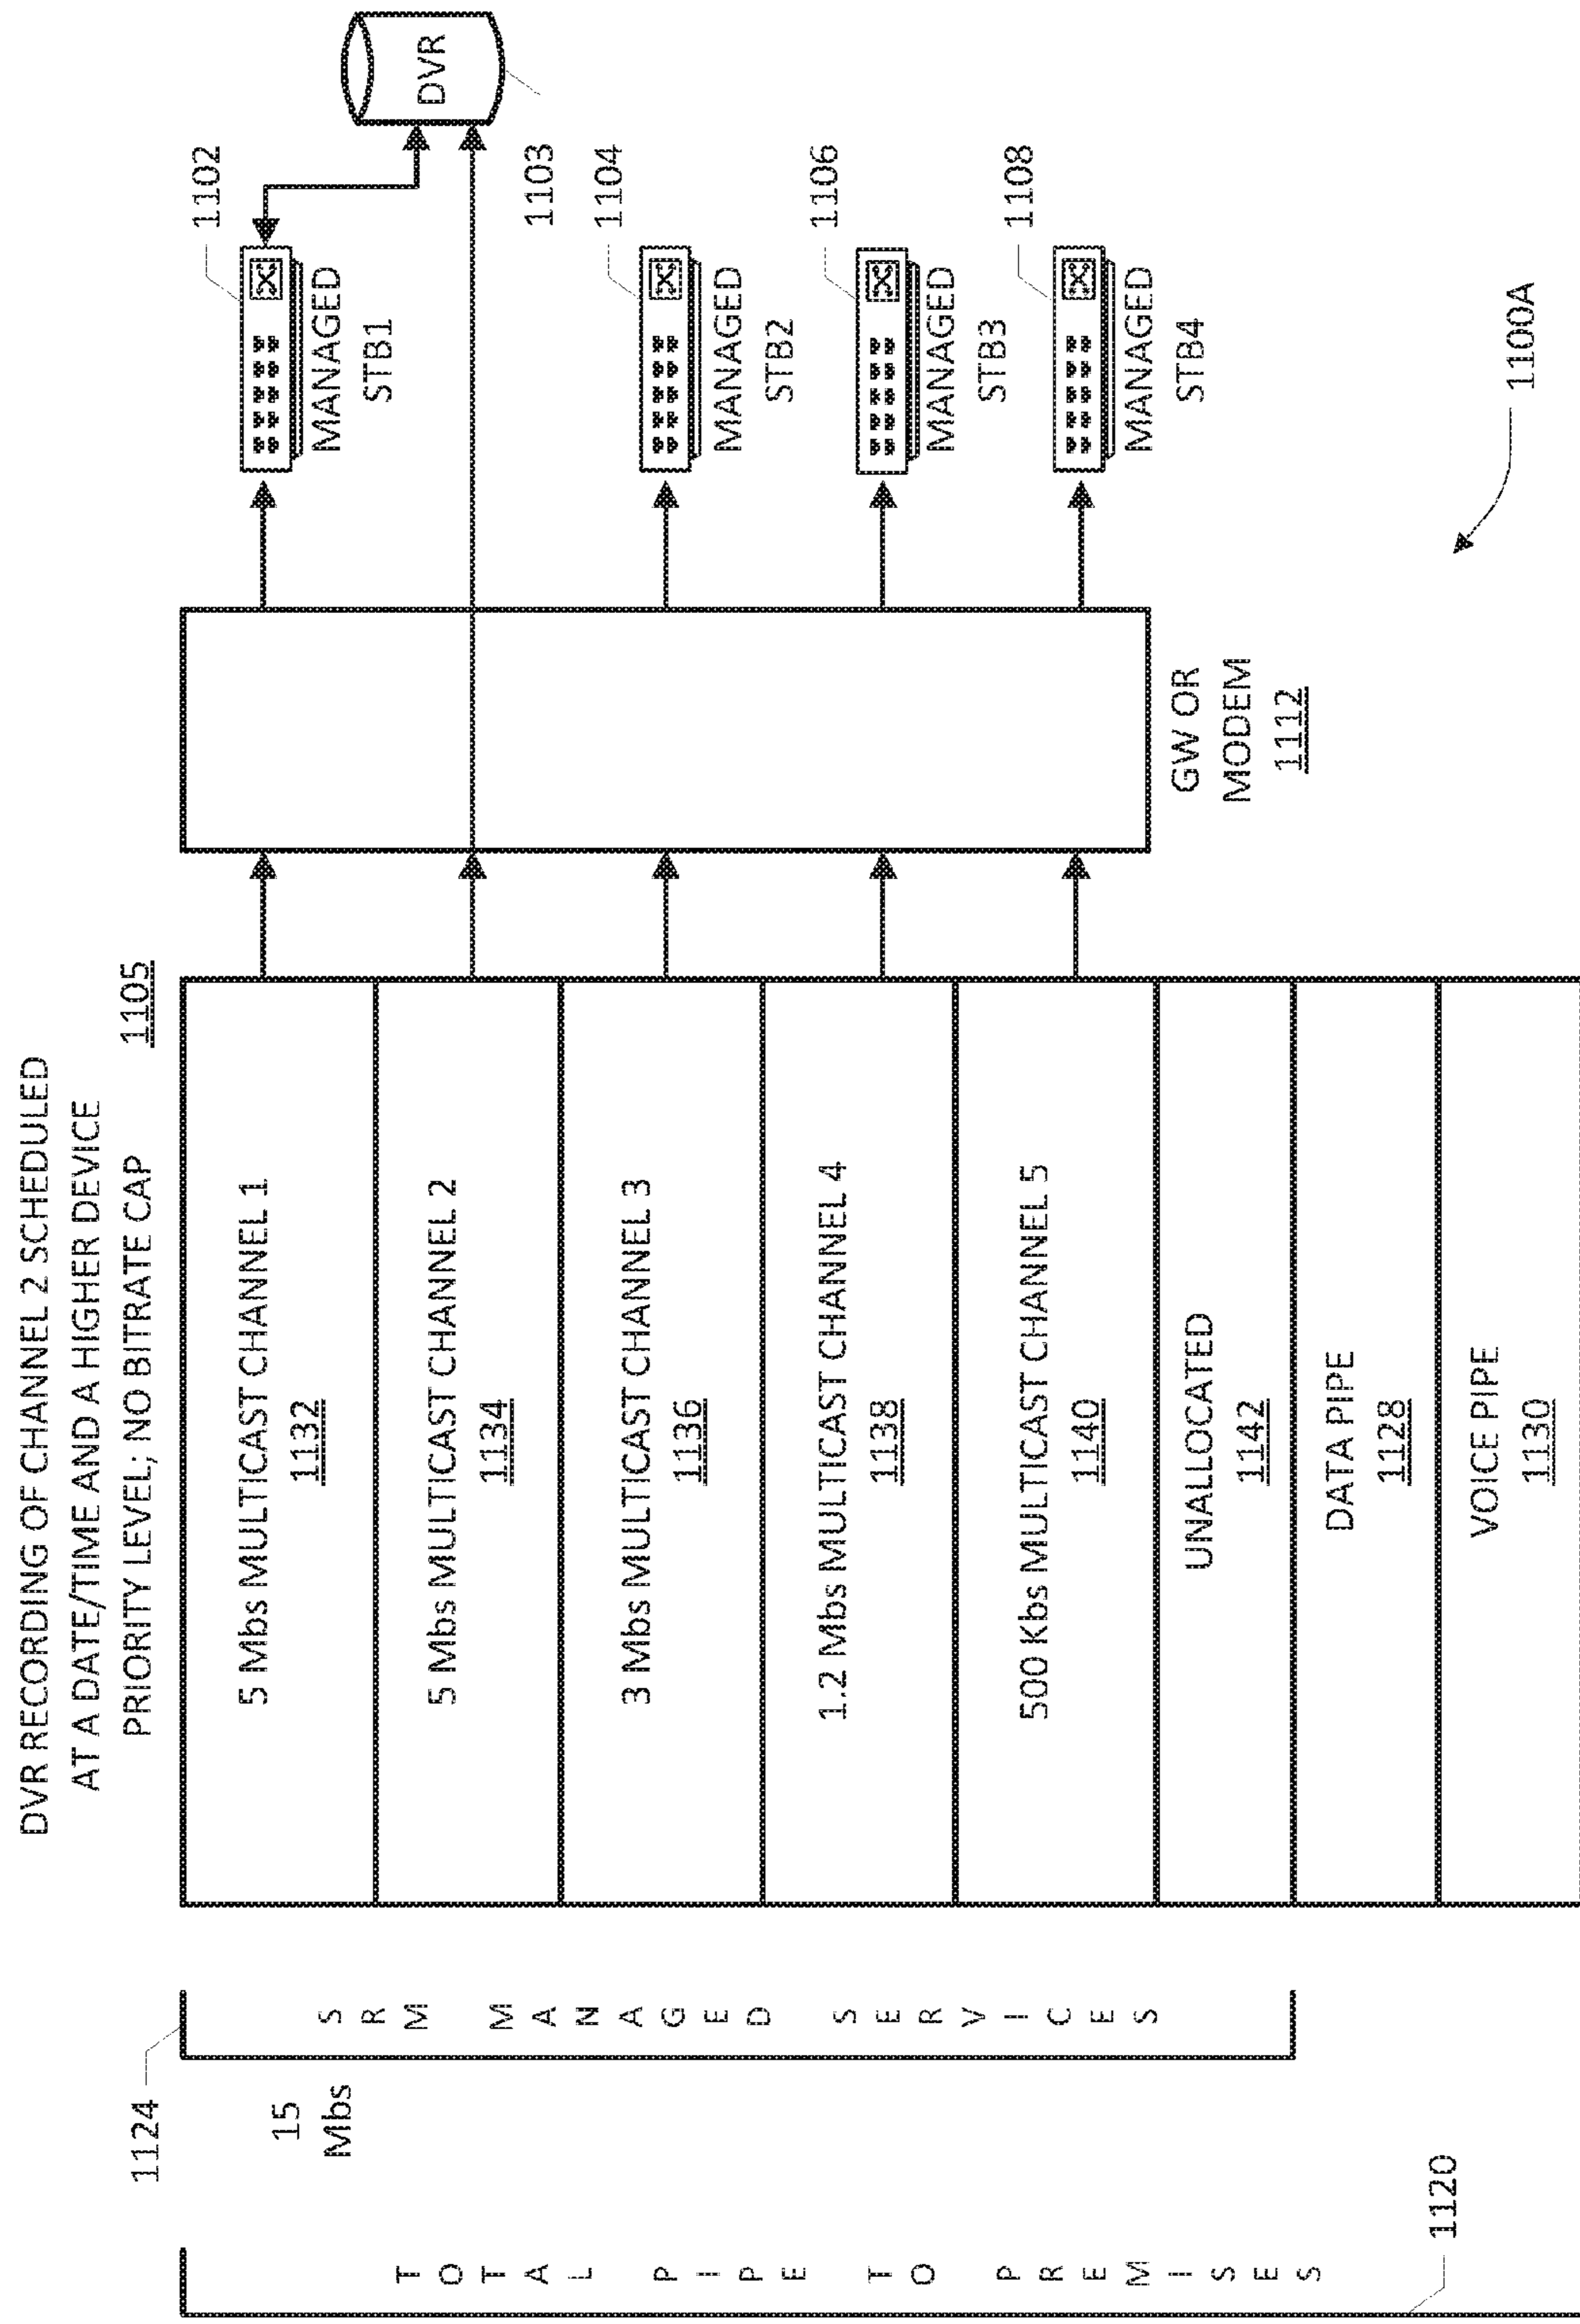 DVR RECORDING OF CHANNEL 2 SCHEDULED
AT A DATE/TIME AND A HIGHER DEVICE
PRIORITY LEVEL; NO BITRATE CAP
1105
TOTAL PIPE TO PREMISES
1120
1124
15
Mbs
SRM MANAGED SERVICES
5 Mbs MULTICAST CHANNEL 1
1132
5 Mbs MULTICAST CHANNEL 2
1134
3 Mbs MULTICAST CHANNEL 3
1136
1.2 Mbs MULTICAST CHANNEL 4
1138
500 Kbs MULTICAST CHANNEL 5
1140
UNALLOCATED
1142
DATA PIPE
1128
VOICE PIPE
1130
GW OR
MODEM
1112
1102
MANAGED
STB1
DVR
1103
1104
MANAGED
STB2
1106
MANAGED
STB3
1108
MANAGED
STB4
1100A